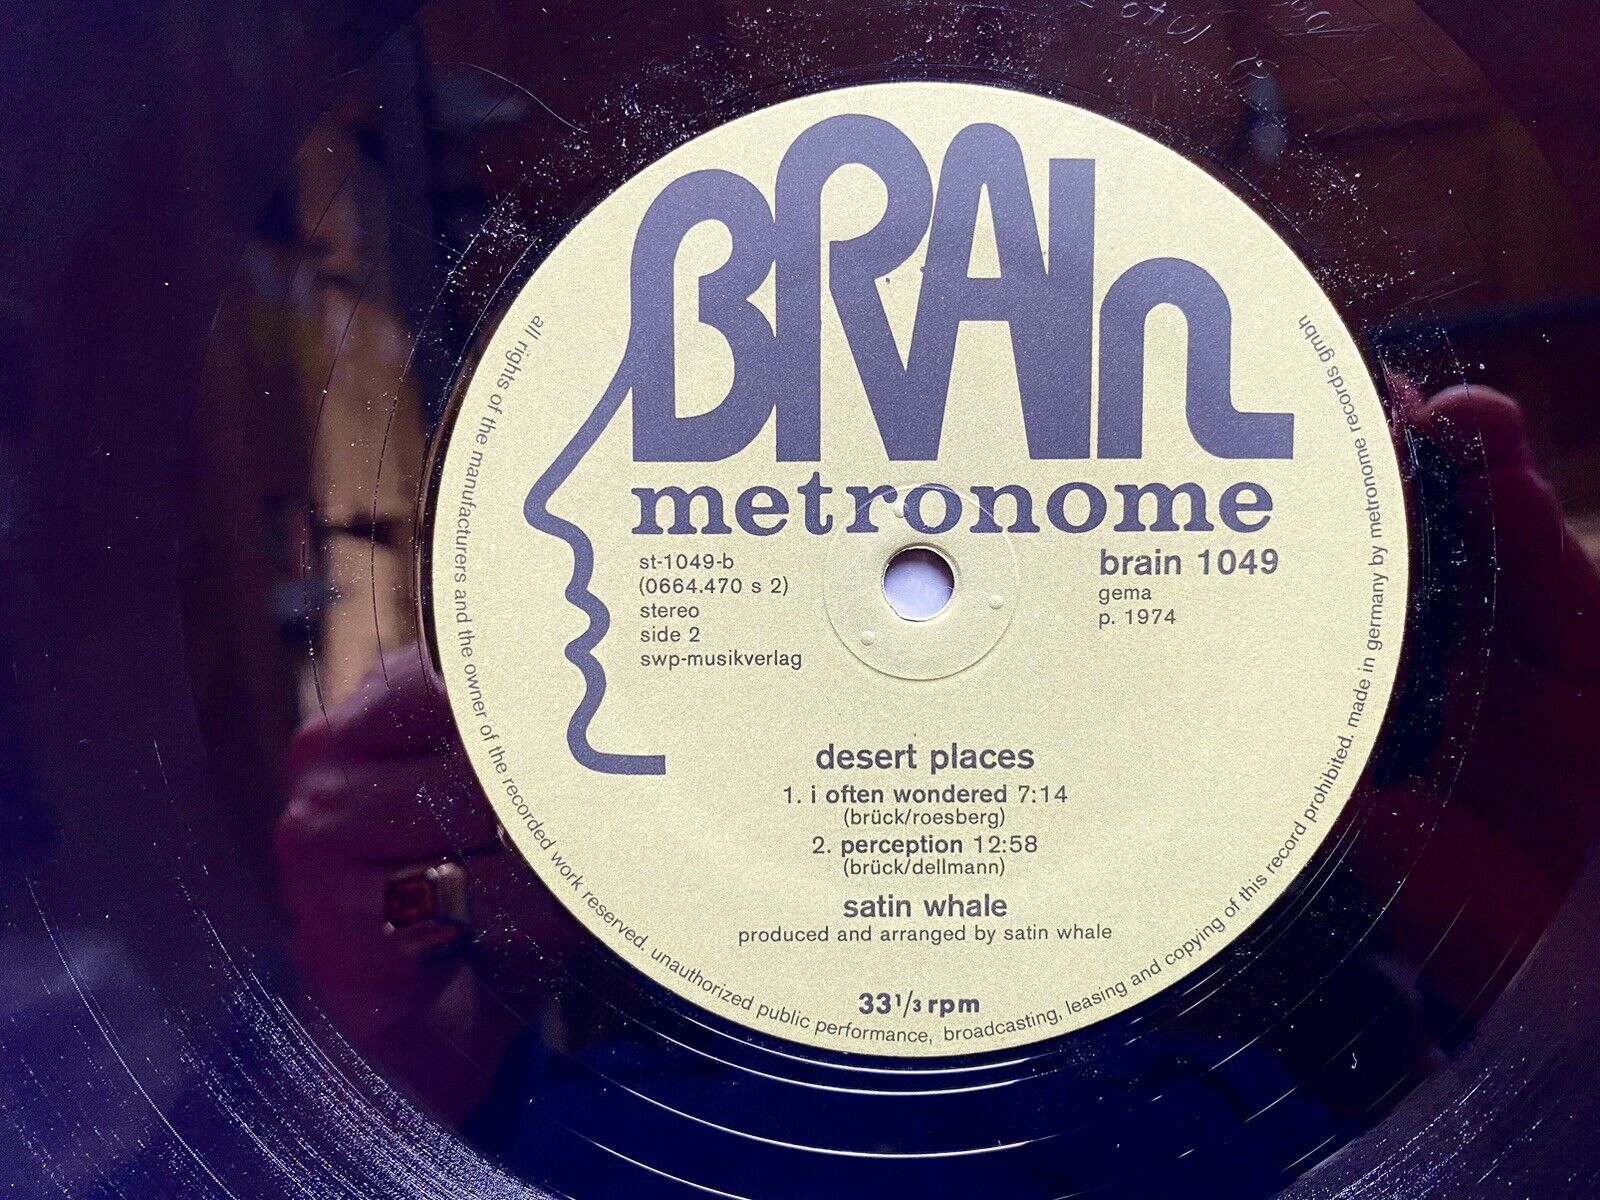 BRAIn
metronome
st-1049-b
(0664.470 s 2)
stereo
side 2
swp-musikverlag
brain 1049
gema
p. 1974
desert places
1. i often wondered 7:14
(brück/roesberg)
2. perception 12:58
(brück/dellmann)
satin whale
produced and arranged by satin whale
33 1/3 rpm
all rights of the manufacturers and the owner of the recorded work reserved. unauthorized public performance, broadcasting, leasing and copying of this record prohibited. made in germany by metronome records gmbh